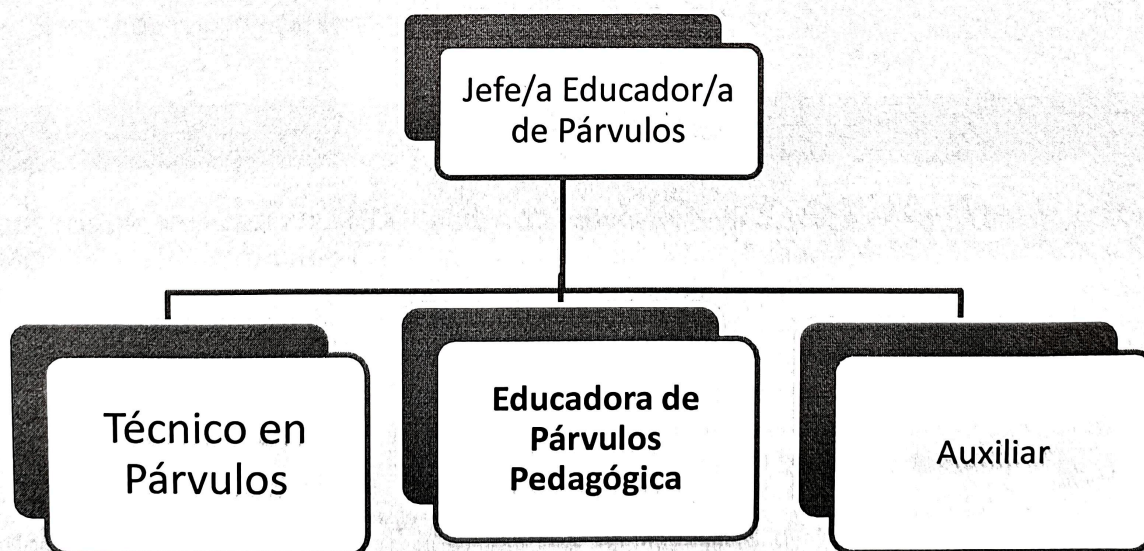 Jefe/a Educador/a
de Párvulos
Técnico en
Párvulos
Educadora de
Párvulos
Pedagógica
Auxiliar